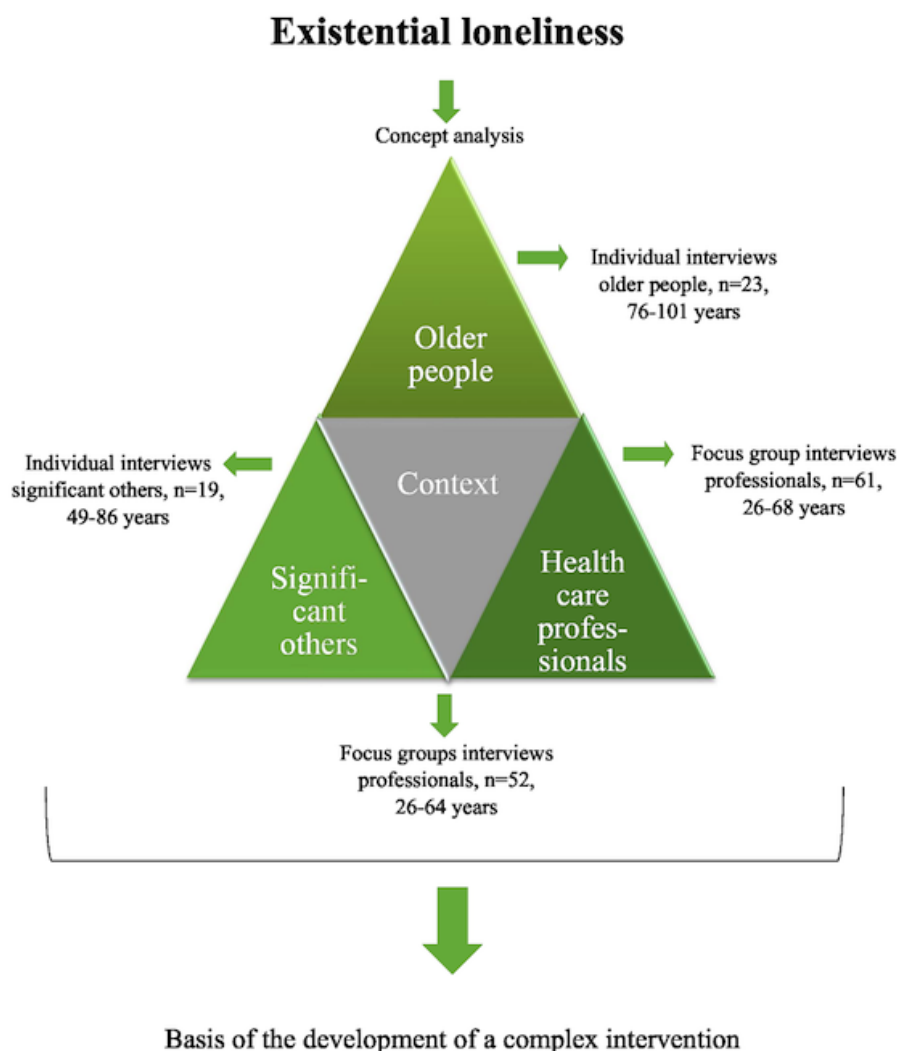 Existential loneliness
Concept analysis
Individual interviews
older people, n=23,
76-101 years
Older
people
Individual interviews
significant others, n=19,
49-86 years
Context
Focus group interviews
professionals, n=61,
26-68 years
Signifi-
cant
others
Health
care
profes-
sionals
Focus groups interviews
professionals, n=52,
26-64 years
Basis of the development of a complex intervention